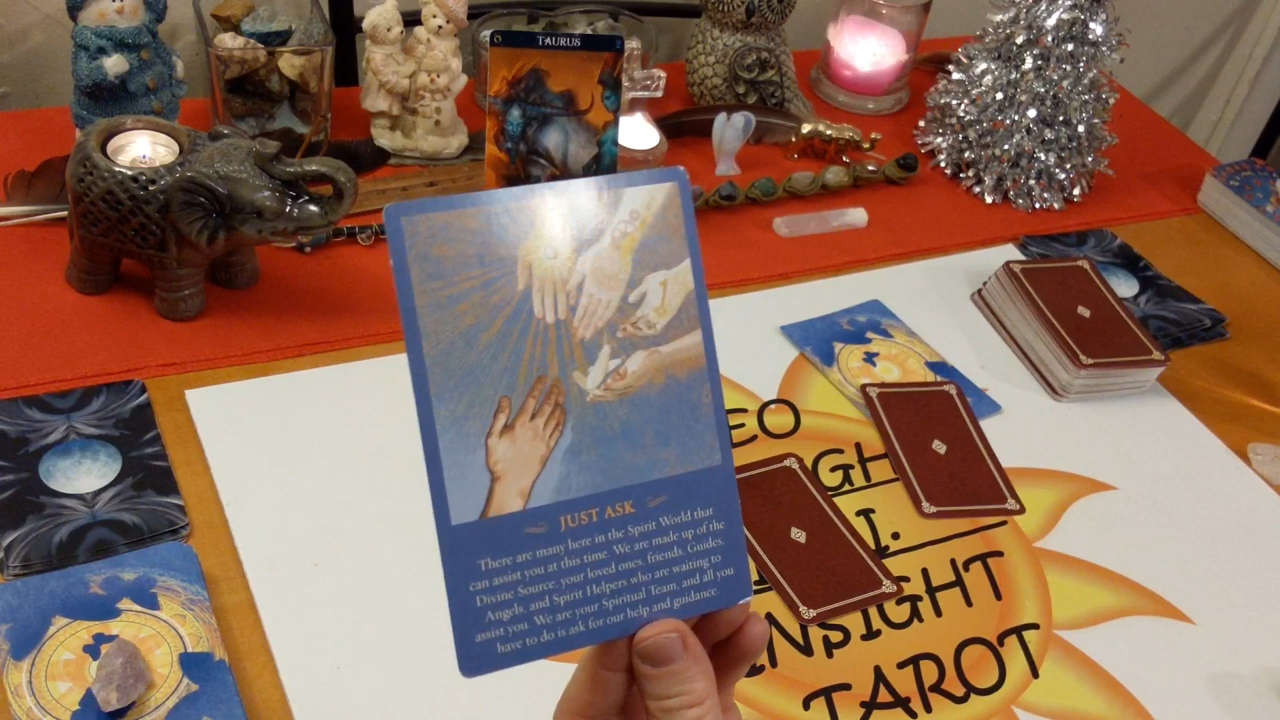 TAURUS
JUST ASK
There are many here in the Spirit World that
can assist you at this time. We are made up of the
Divine Source, your loved ones, friends, Guides,
Angels, and Spirit Helpers who are waiting to
assist you. We are your Spiritual Team, and all you
have to do is ask for our help and guidance.
EO
GH
I.
INSIGHT
TAROT